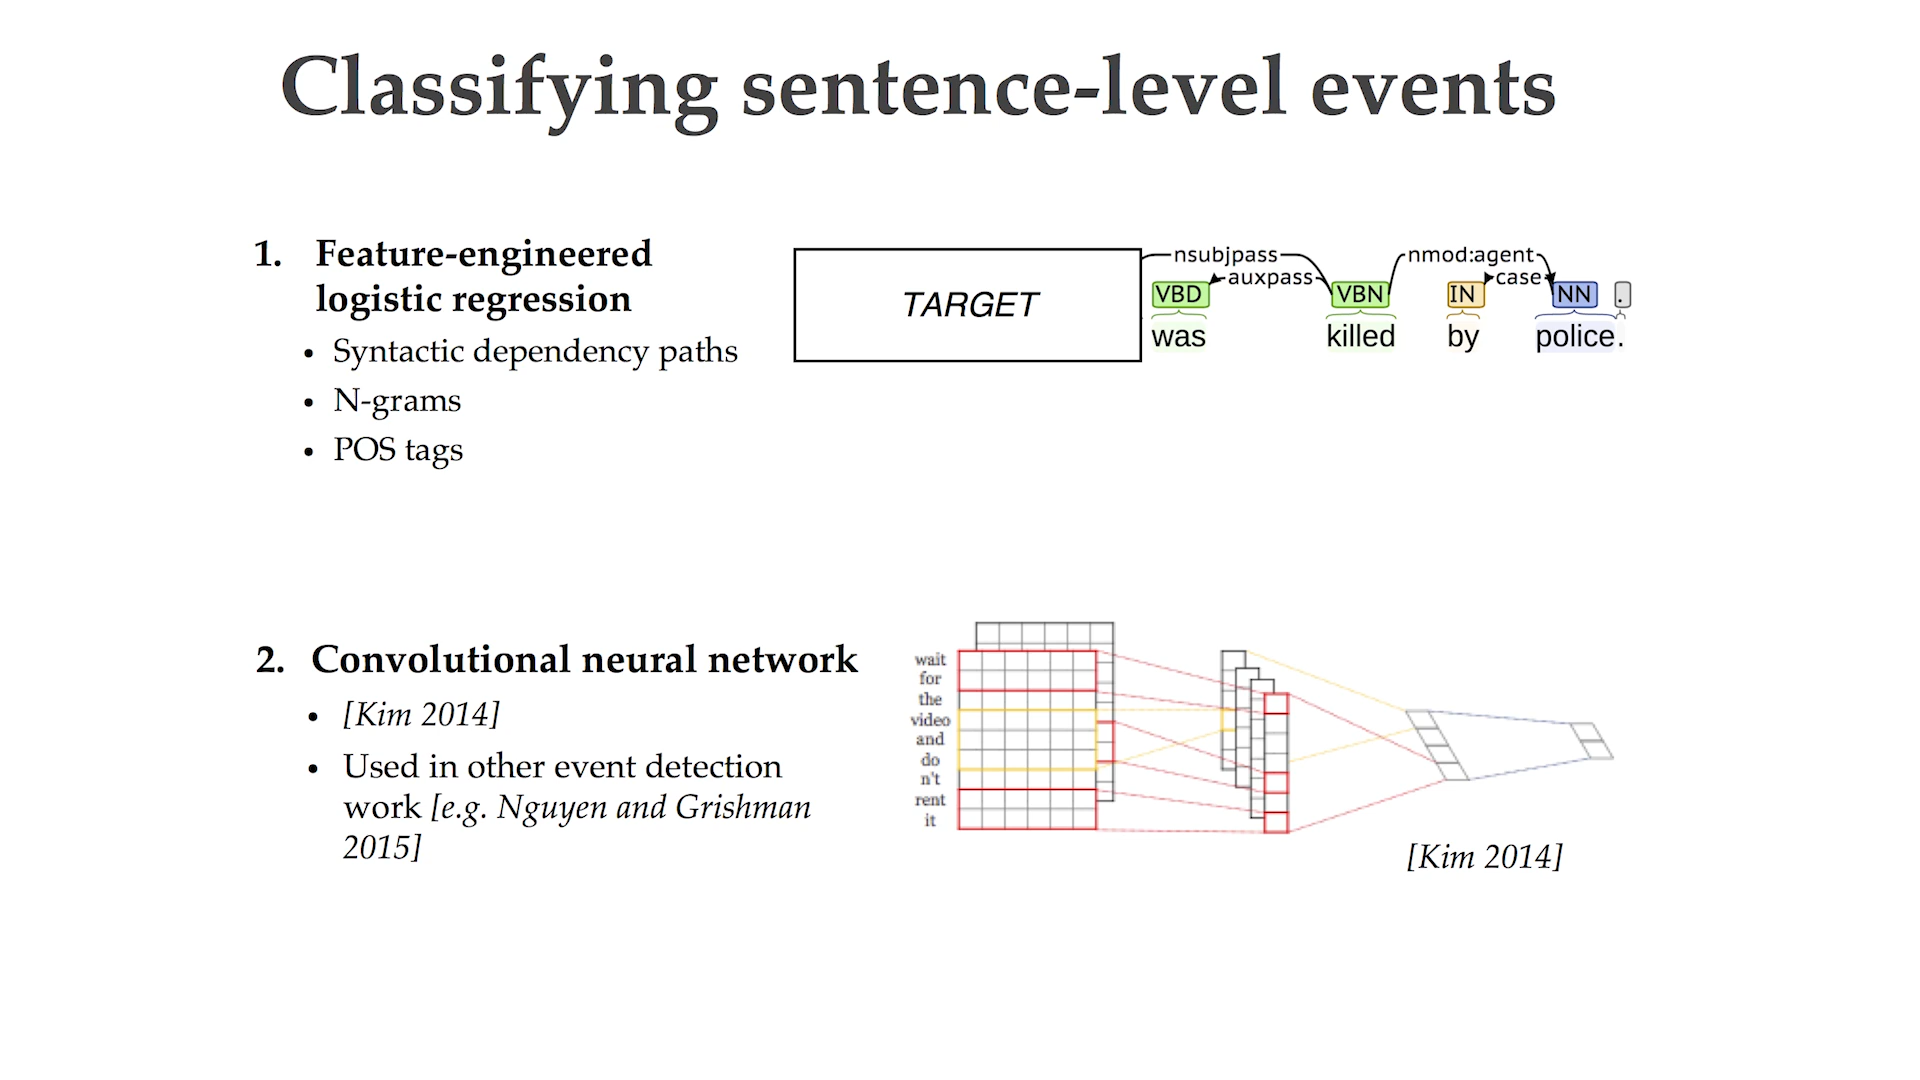 Classifying sentence-level events
1. Feature-engineered
logistic regression
• Syntactic dependency paths
• N-grams
• POS tags
TARGET
nsubjpass
nmod:agent
auxpass
case
VBD VBN IN NN .
was killed by police.
2. Convolutional neural network
• [Kim 2014]
• Used in other event detection
work [e.g. Nguyen and Grishman
2015]
wait
for
the
video
and
do
n't
rent
it
[Kim 2014]